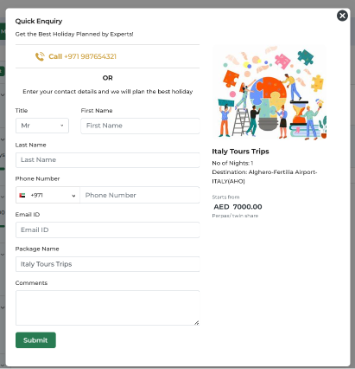 Quick Enquiry
Get the Best Holiday Planned by Experts!
Call +971 987654321
OR
Enter your contact details and we will plan the best holiday
Title
First Name
Mr
First Name
Last Name
Last Name
Phone Number
+971
Phone Number
Email ID
Email ID
Package Name
Italy Tours Trips
Comments
Submit
Italy Tours Trips
No of Nights: 1
Destination: Alghero-Fertilia Airport-
ITALY(AHO)
Starts from
AED 7000.00
Person/twin share